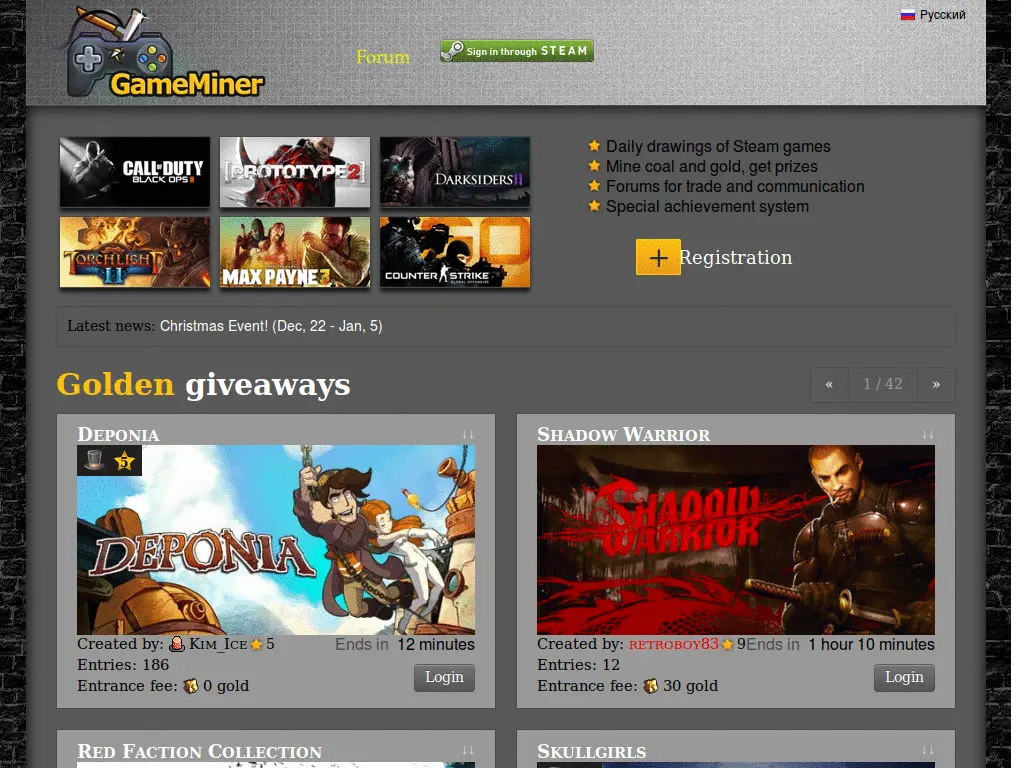 Русский
GameMiner
Forum
Sign in through STEAM
CALL OF DUTY
BLACK OPS II
[PROTOTYPE 2]
DARKSIDERS II
TORCHLIGHT
II
MAX PAYNE 3
GO
COUNTER STRIKE
GLOBAL OFFENSIVE
Daily drawings of Steam games
Mine coal and gold, get prizes
Forums for trade and communication
Special achievement system
+ Registration
Latest news: Christmas Event! (Dec, 22 - Jan, 5)
Golden giveaways
« 1 / 42 »
DEPONIA ↓↓
5
DEPONIA
Created by: KIM_ICE 5 Ends in 12 minutes
Entries: 186
Entrance fee: 0 gold
Login
SHADOW WARRIOR ↓↓
SHADOW
WARRIOR
Created by: RETROBOY83 9 Ends in 1 hour 10 minutes
Entries: 12
Entrance fee: 30 gold
Login
RED FACTION COLLECTION ↓↓
SKULLGIRLS ↓↓